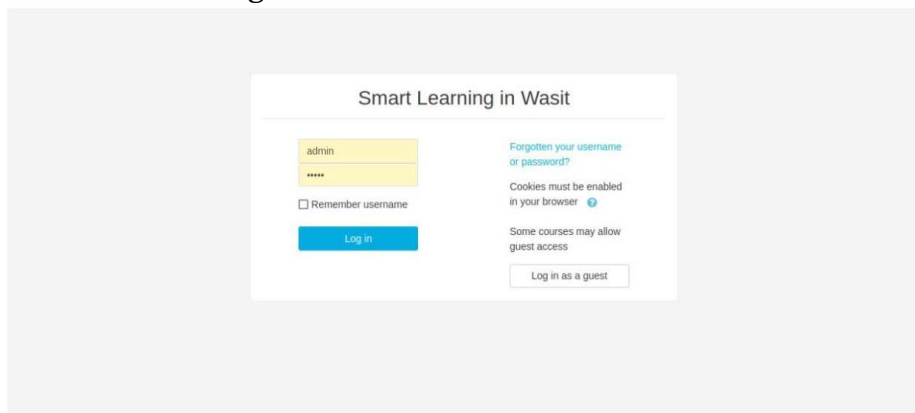 Smart Learning in Wasit
admin
•••••
Remember username
Log in
Forgotten your username
or password?
Cookies must be enabled
in your browser
Some courses may allow
guest access
Log in as a guest